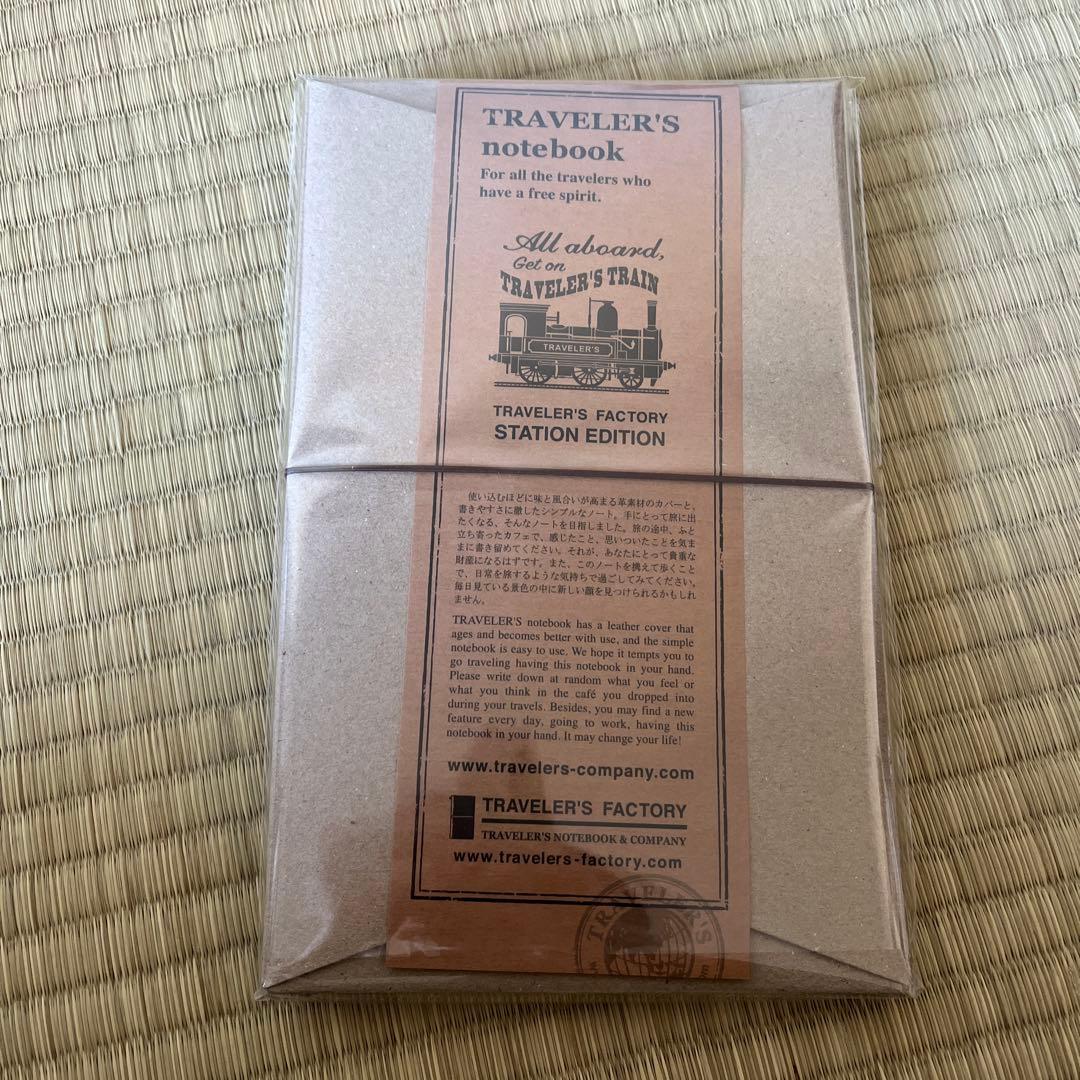 TRAVELER'S
notebook
For all the travelers who
have a free spirit.
All aboard,
Get on
TRAVELER'S TRAIN
TRAVELER'S
TRAVELER'S FACTORY
STATION EDITION
使い込むほどに味と風合いが高まる革素材のカバーと、
書きやすさに徹したシンプルなノート。手にとって旅に出
たくなる、そんなノートを目指しました。旅の途中、ふと
立ち寄ったカフェで、感じたこと、思いついたことを気ま
まに書き留めてください。それが、あなたにとって貴重な
財産になるはずです。また、このノートを携えて歩くこと
で、日常を旅するような気持ちで過ごしてみてください。
毎日見ている景色の中に新しい顔を見つけられるかもしれ
ません。
TRAVELER'S notebook has a leather cover that
ages and becomes better with use, and the simple
notebook is easy to use. We hope it tempts you to
go traveling having this notebook in your hand.
Please write down at random what you feel or
what you think in the café you dropped into
during your travels. Besides, you may find a new
feature every day, going to work, having this
notebook in your hand. It may change your life!
www.travelers-company.com
TRAVELER'S FACTORY
TRAVELER'S NOTEBOOK & COMPANY
www.travelers-factory.com
TRAVELER'S